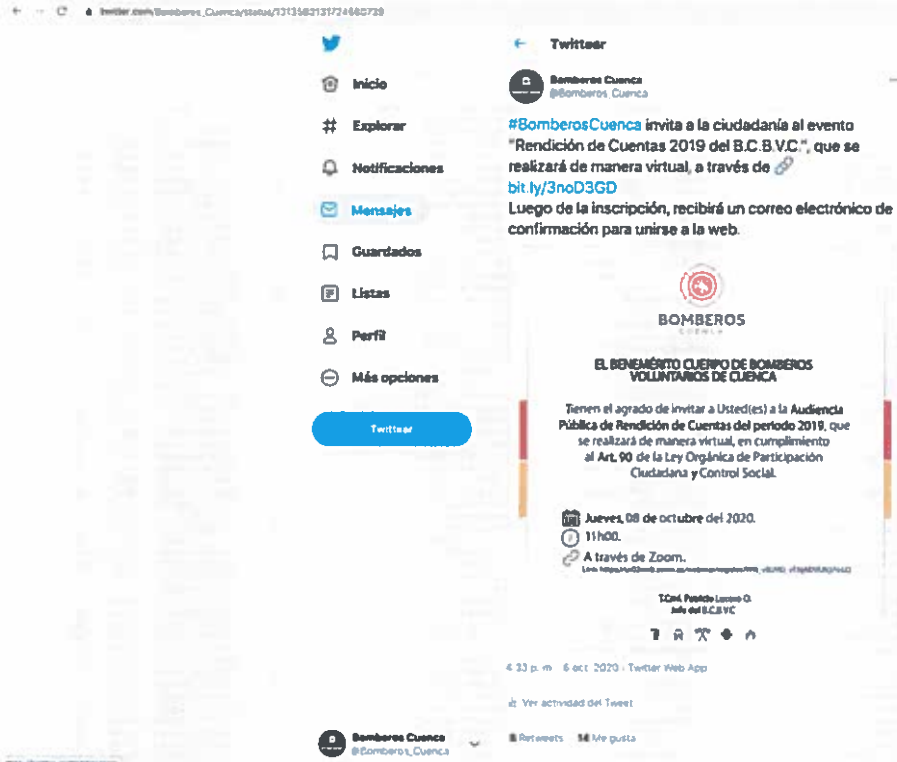 Twittear
Inicio
Explorar
Notificaciones
Mensajes
Guardados
Listas
Perfil
Más opciones
Twittear
Bomberos Cuenca
@Bomberos_Cuenca
#BomberosCuenca invita a la ciudadanía al evento
"Rendición de Cuentas 2019 del B.C.B.V.C.", que se
realizará de manera virtual, a través de
bit.ly/3noD3GD
Luego de la inscripción, recibirá un correo electrónico de
confirmación para unirse a la web.
BOMBEROS
CUENCA
EL BENEMÉRITO CUERPO DE BOMBEROS
VOLUNTARIOS DE CUENCA
Tienen el agrado de invitar a Usted(es) a la Audiencia
Pública de Rendición de Cuentas del periodo 2019, que
se realizará de manera virtual, en cumplimiento
al Art. 90 de la Ley Orgánica de Participación
Ciudadana y Control Social.
Jueves, 08 de octubre del 2020.
11h00.
A través de Zoom.
Jefe del B.C.B.V.C
4:33 p. m. 6 oct. 2020 · Twitter Web App
Ver actividad del Tweet
8 Retweets 14 Me gusta
Bomberos Cuenca
@Bomberos_Cuenca